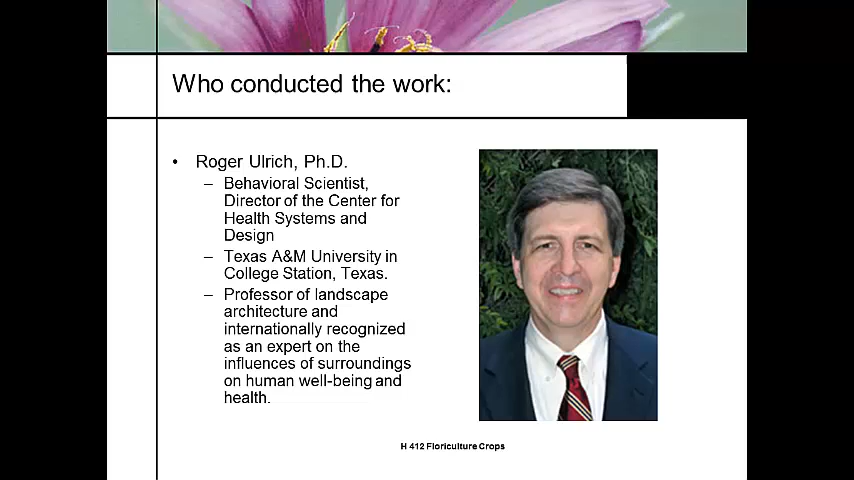 Who conducted the work:
• Roger Ulrich, Ph.D.
– Behavioral Scientist,
Director of the Center for
Health Systems and
Design
– Texas A&M University in
College Station, Texas.
– Professor of landscape
architecture and
internationally recognized
as an expert on the
influences of surroundings
on human well-being and
health.
H 412 Floriculture Crops